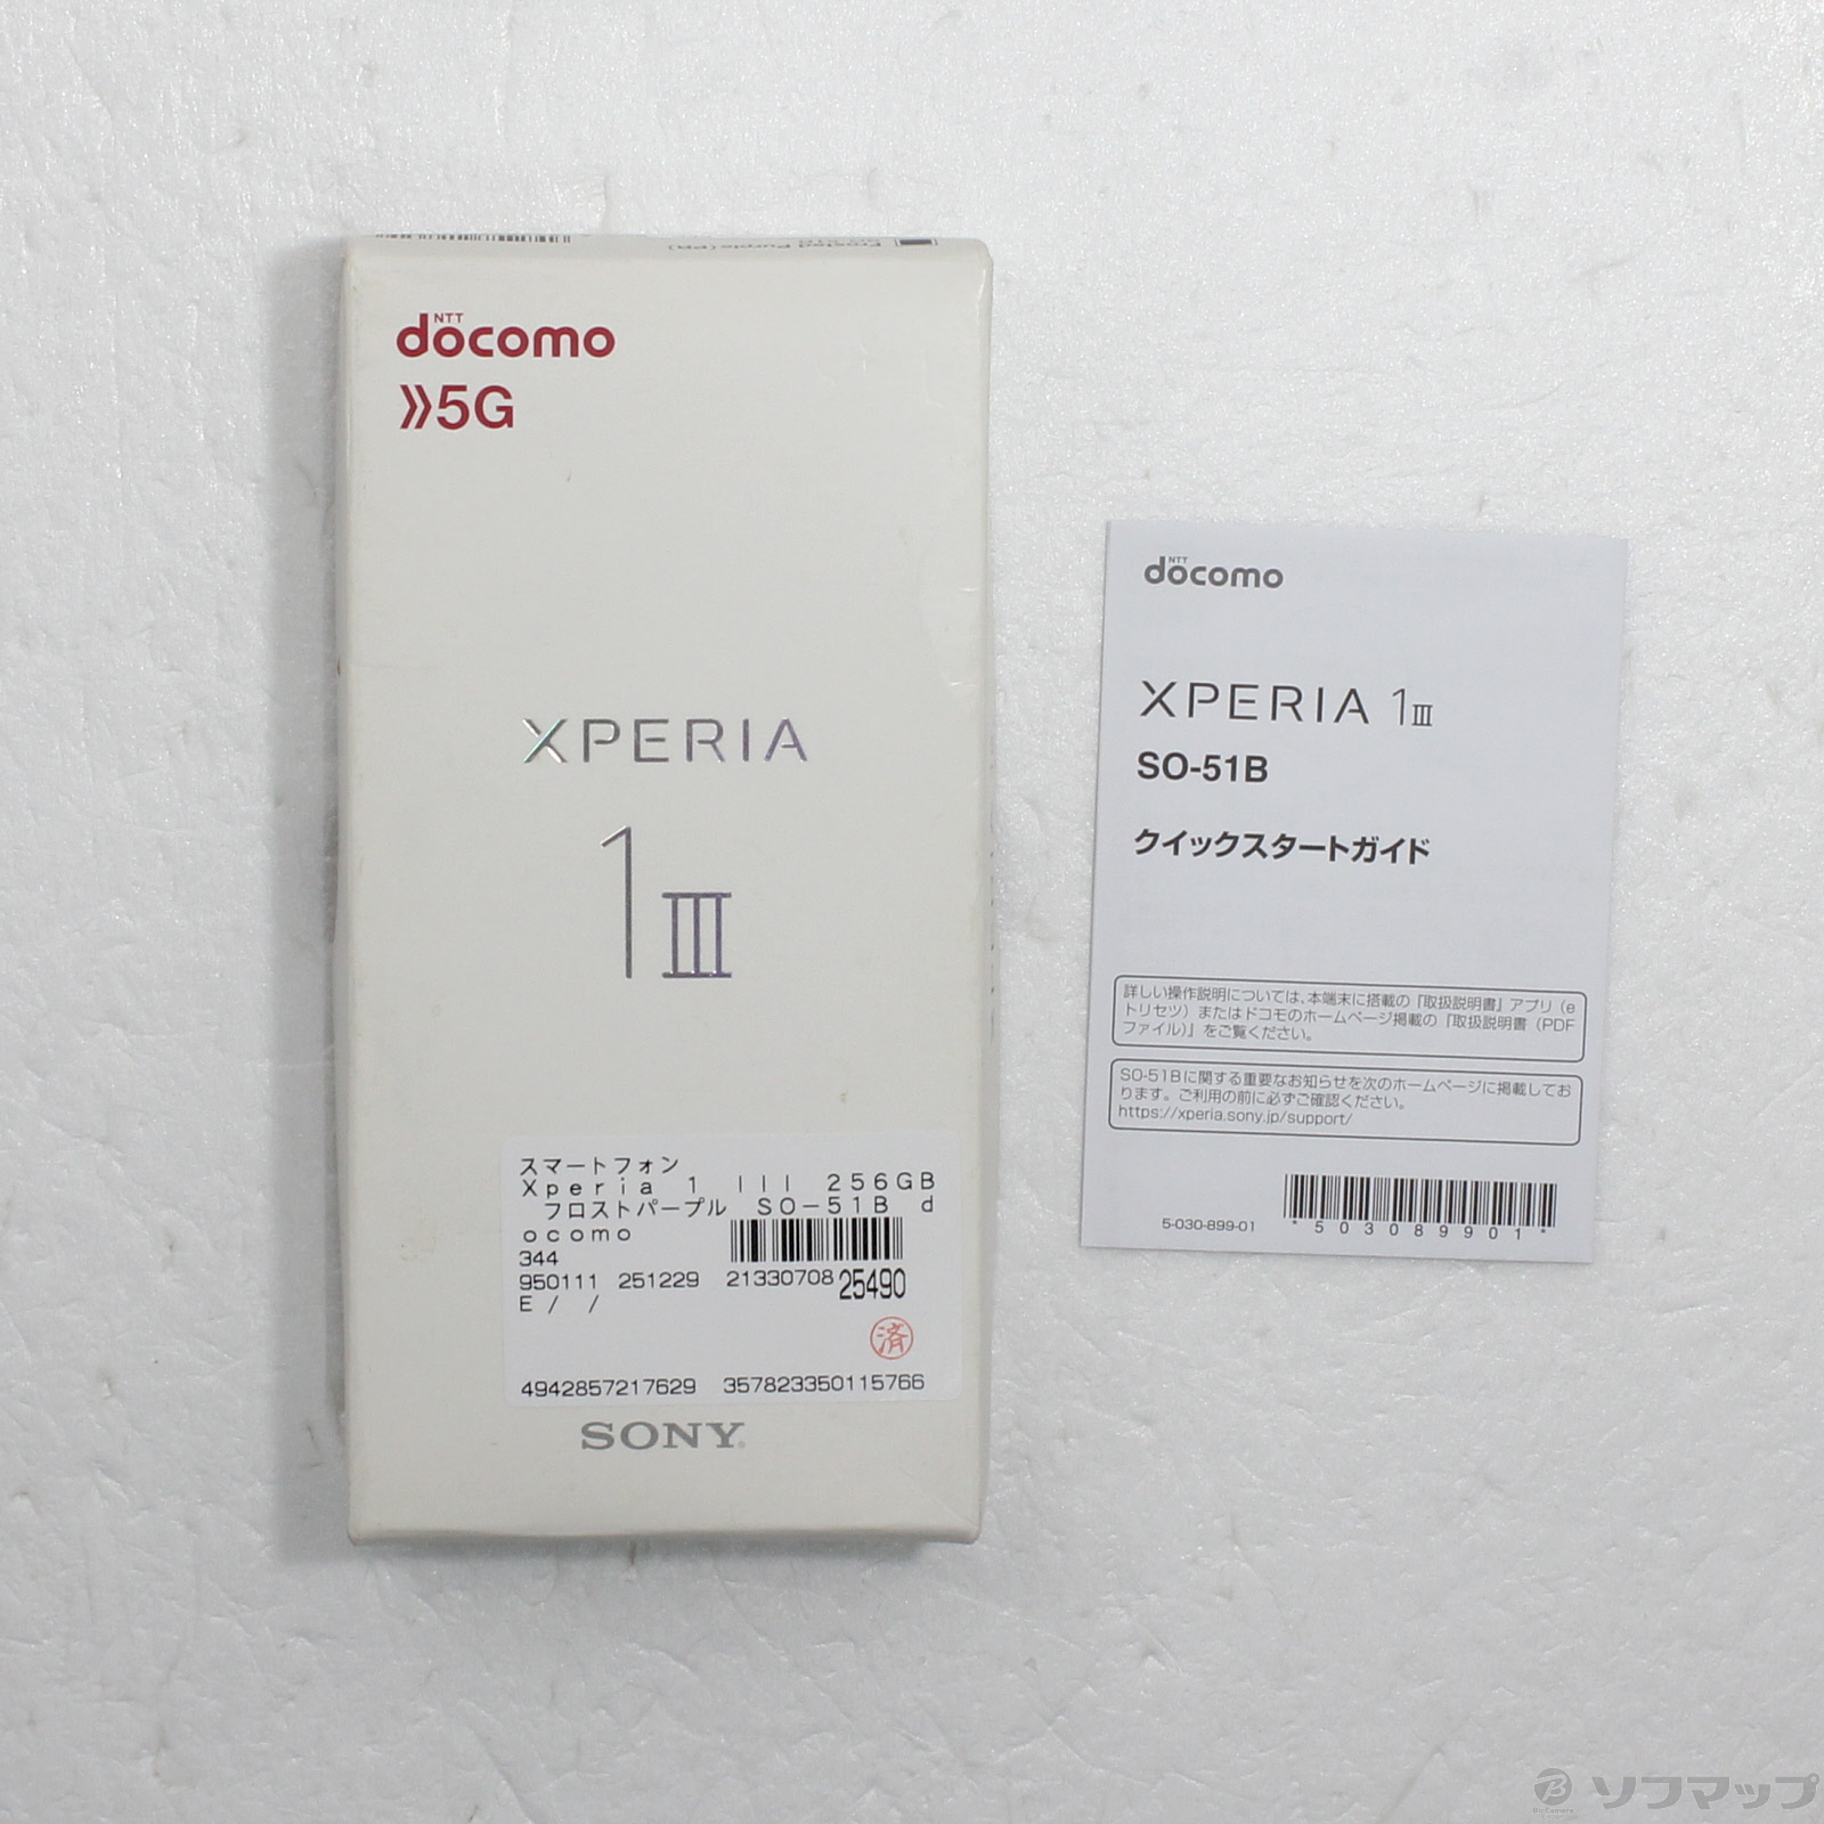 Frosted Purple(PR)
NTT
docomo
5G
XPERIA
1 III
スマートフォン
Xperia 1 III 256GB
フロストパープル SO-51B d
ocomo
344
950111 251229 21330708 25490
E / /
済
4942857217629 357823350115766
SONY
NTT
docomo
XPERIA 1 III
SO-51B
クイックスタートガイド
詳しい操作説明については、本端末に搭載の『取扱説明書』アプリ（e
トリセツ）またはドコモのホームページ掲載の『取扱説明書（PDF
ファイル）』をご覧ください。
SO-51Bに関する重要なお知らせを次のホームページに掲載してお
ります。ご利用の前に必ずご確認ください。
https://xperia.sony.jp/support/
5-030-899-01
*503089901*
ソフマップ